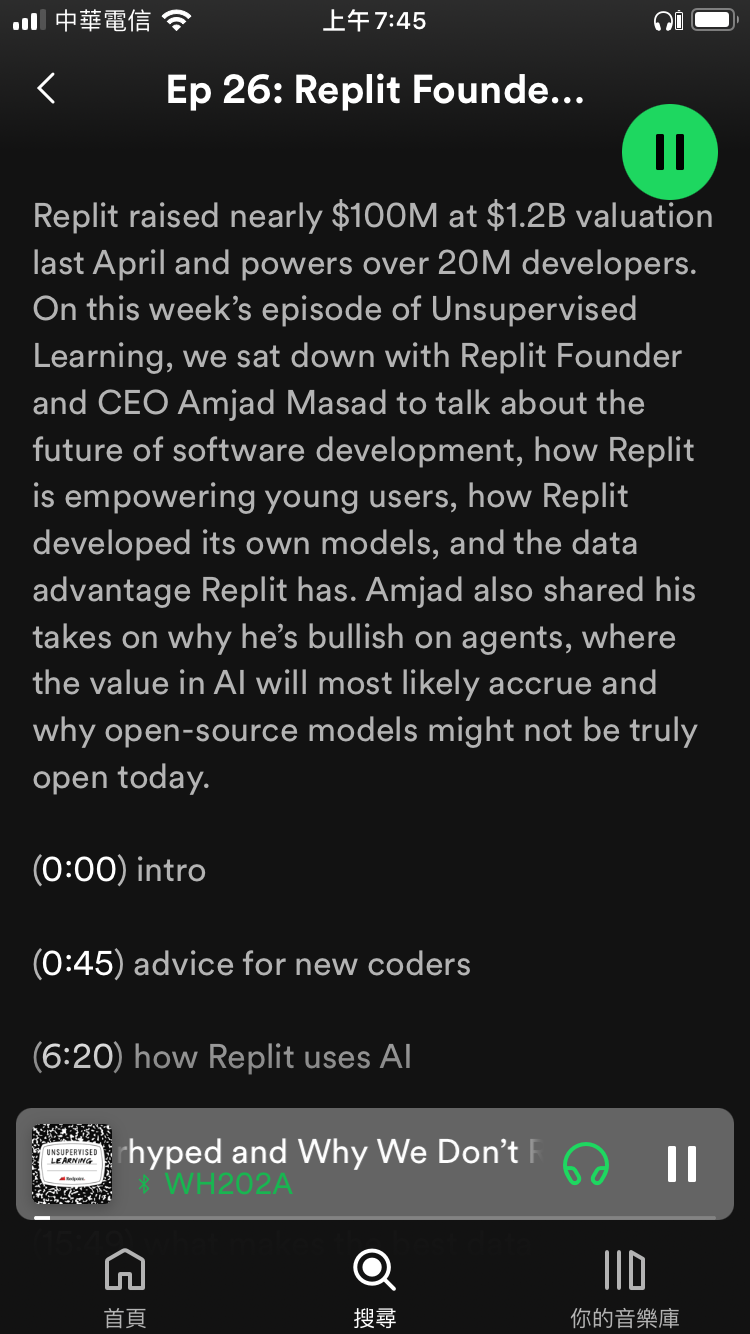 中華電信
上午7:45
Ep 26: Replit Founde...
Replit raised nearly $100M at $1.2B valuation
last April and powers over 20M developers.
On this week’s episode of Unsupervised
Learning, we sat down with Replit Founder
and CEO Amjad Masad to talk about the
future of software development, how Replit
is empowering young users, how Replit
developed its own models, and the data
advantage Replit has. Amjad also shared his
takes on why he’s bullish on agents, where
the value in AI will most likely accrue and
why open-source models might not be truly
open today.
(0:00) intro
(0:45) advice for new coders
(6:20) how Replit uses AI
UNSUPERVISED
LEARNING
Redpoint.
rhyped and Why We Don’t R
WH202A
(15:49) what makes the best data
首頁
搜尋
你的音樂庫